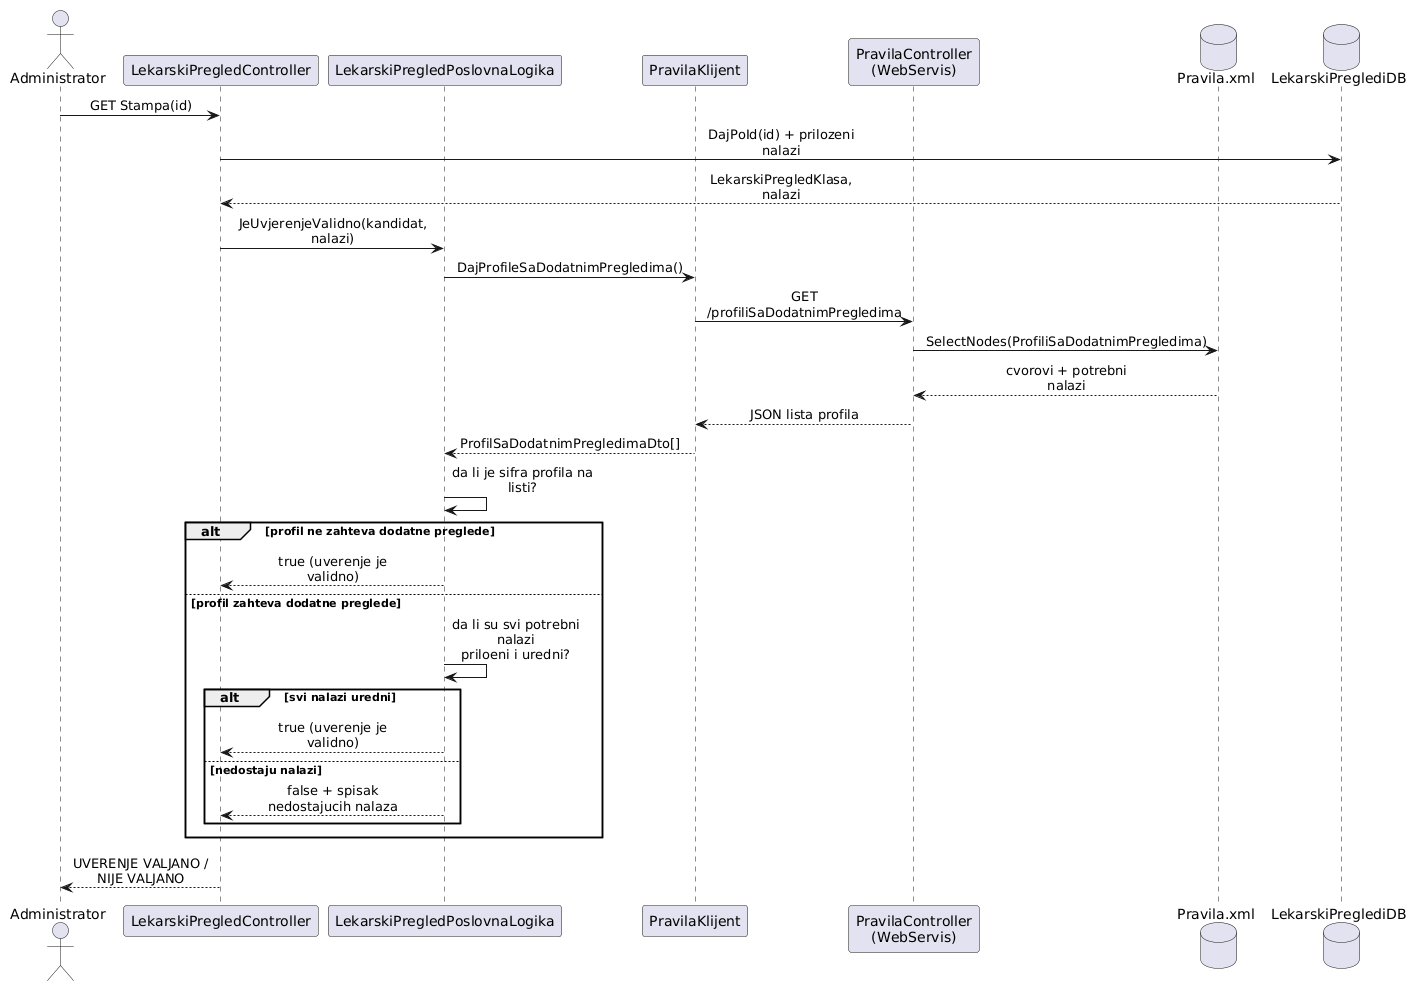 Administrator
LekarskiPregledController
LekarskiPregledPoslovnaLogika
PravilaKlijent
PravilaController
(WebServis)
Pravila.xml
LekarskiPreglediDB
GET Stampa(id)
DajPoId(id) + prilozeni
nalazi
LekarskiPregledKlasa,
nalazi
JeUvjerenjeValidno(kandidat,
nalazi)
DajProfileSaDodatnimPregledima()
GET
/profiliSaDodatnimPregledima
SelectNodes(ProfiliSaDodatnimPregledima)
cvorovi + potrebni
nalazi
JSON lista profila
ProfilSaDodatnimPregledimaDto[]
da li je sifra profila na
listi?
alt
[profil ne zahteva dodatne preglede]
true (uverenje je
validno)
[profil zahteva dodatne preglede]
da li su svi potrebni
nalazi
priloeni i uredni?
alt
[svi nalazi uredni]
true (uverenje je
validno)
[nedostaju nalazi]
false + spisak
nedostajucih nalaza
UVERENJE VALJANO /
NIJE VALJANO
Administrator
LekarskiPregledController
LekarskiPregledPoslovnaLogika
PravilaKlijent
PravilaController
(WebServis)
Pravila.xml
LekarskiPreglediDB